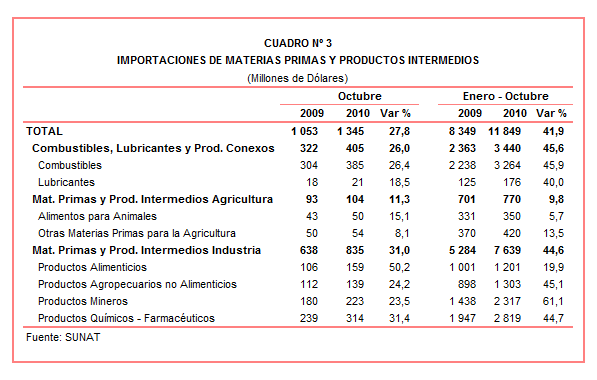 CUADRO Nº 3
IMPORTACIONES DE MATERIAS PRIMAS Y PRODUCTOS INTERMEDIOS
(Millones de Dólares)
Octubre Enero - Octubre
2009 2010 Var % 2009 2010 Var %
TOTAL 1 053 1 345 27,8 8 349 11 849 41,9
Combustibles, Lubricantes y Prod. Conexos 322 405 26,0 2 363 3 440 45,6
Combustibles 304 385 26,4 2 238 3 264 45,9
Lubricantes 18 21 18,5 125 176 40,0
Mat. Primas y Prod. Intermedios Agricultura 93 104 11,3 701 770 9,8
Alimentos para Animales 43 50 15,1 331 350 5,7
Otras Materias Primas para la Agricultura 50 54 8,1 370 420 13,5
Mat. Primas y Prod. Intermedios Industria 638 835 31,0 5 284 7 639 44,6
Productos Alimenticios 106 159 50,2 1 001 1 201 19,9
Productos Agropecuarios no Alimenticios 112 139 24,2 898 1 303 45,1
Productos Mineros 180 223 23,5 1 438 2 317 61,1
Productos Químicos - Farmacéuticos 239 314 31,4 1 947 2 819 44,7
Fuente: SUNAT